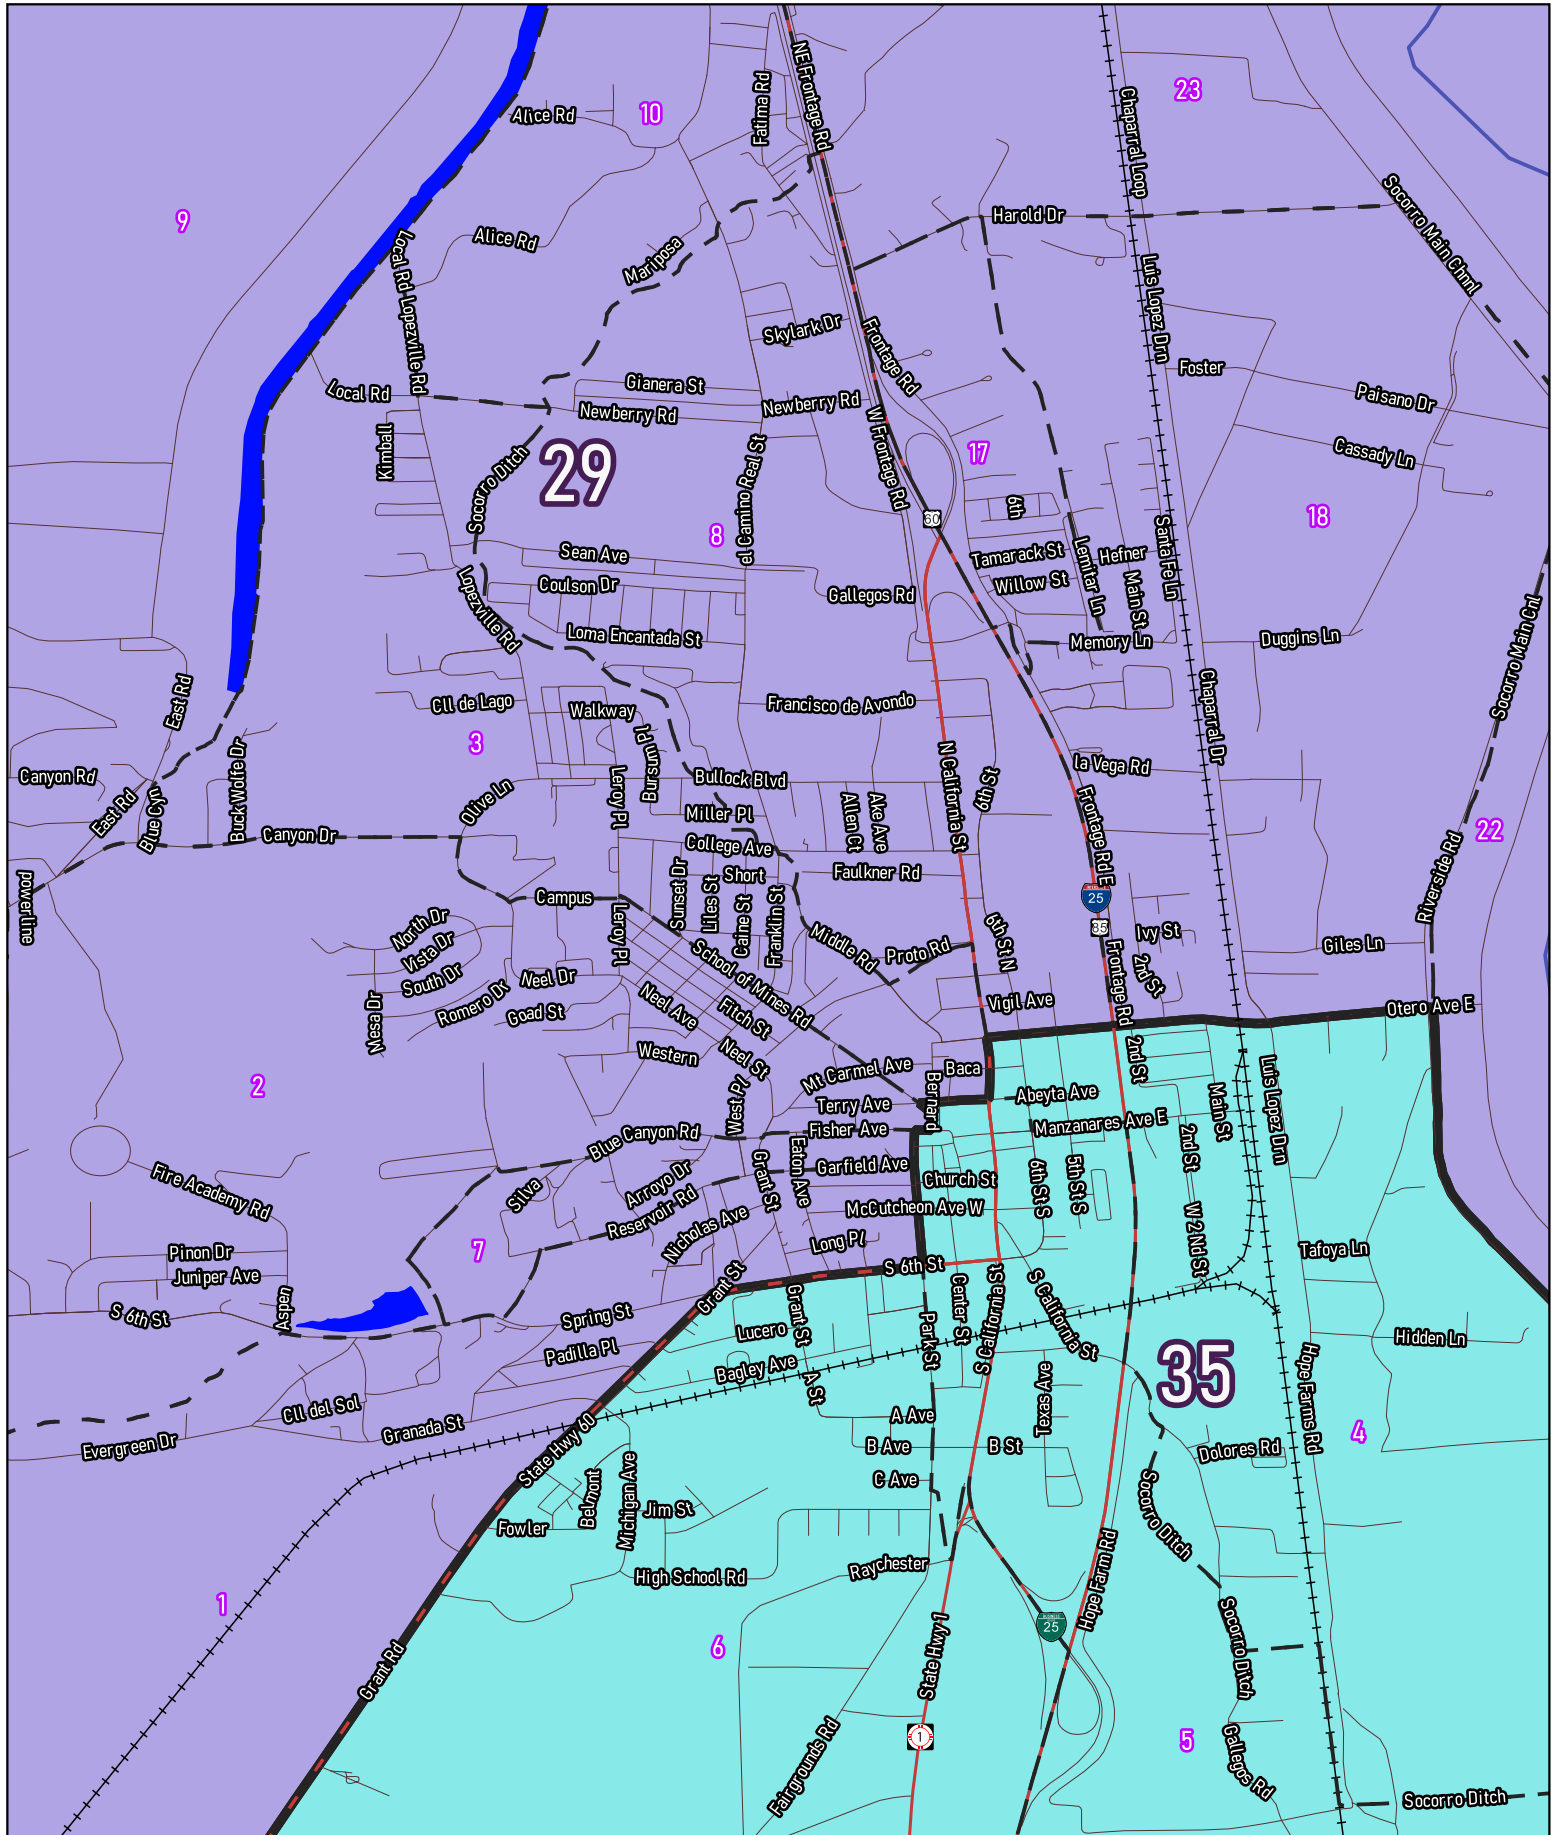 NE Frontage Rd
23
10
Fatima Rd
Alice Rd
Chaparral Loop
Socorro Main Chnl
9
Harold Dr
Alice Rd
Mariposa
Local Rd
Lopezville Rd
Luis Lopez Drn
Skylark Dr
Frontage Rd
Foster
Gianera St
Local Rd
Newberry Rd
Newberry Rd
Paisano Dr
Kimball
W Frontage Rd
17
Cassady Ln
29
Socorro Ditch
el Camino Real St
6th
18
60
8
Sean Ave
Tamarack St
Hefner
Santa Fe Ln
Coulson Dr
Gallegos Rd
Willow St
Lemitar Ln
Main St
Lopezville Rd
Loma Encantada St
Memory Ln
Duggins Ln
Socorro Main Cnl
East Rd
Cll de Lago
Walkway
Francisco de Avondo
Chaparral Dr
3
Bursum Pl
N California St
la Vega Rd
Canyon Rd
Buck Wolfe Dr
Leroy Pl
Bullock Blvd
6th St
East Rd
Blue Cyn
Olive Ln
Miller Pl
Allen Ct
Ake Ave
Frontage Rd E
22
Canyon Dr
College Ave
Riverside Rd
Short
Faulkner Rd
Powerline
Campus
Sunset Dr
Liles St
Caine St
Franklin St
25
85
North Dr
Leroy Pl
Middle Rd
Proto Rd
6th St N
Ivy St
Giles Ln
Vista Dr
School of Mines Rd
South Dr
Neel Dr
Frontage Rd
2nd St
Mesa Dr
Romero Dr
Goad St
Neel Ave
Fitch St
Vigil Ave
Otero Ave E
Western
Neel St
2nd St
2
Mt Carmel Ave
Baca
Luis Lopez Drn
West Pl
Terry Ave
Bernard
Abeyta Ave
Main St
Blue Canyon Rd
Fisher Ave
Manzanares Ave E
2nd St
Fire Academy Rd
Silva
Arroyo Dr
Grant St
Eaton Ave
Garfield Ave
Church St
6th St S
5th St S
Reservoir Rd
McCutcheon Ave W
W 2 Nd St
Nicholas Ave
Pinon Dr
7
Long Pl
Tafoya Ln
Juniper Ave
S 6th St
Grant St
S 6th St
Aspen
Spring St
Grant St
Center St
S California St
S California St
Lucero
Park St
Hidden Ln
Padilla Pl
Bagley Ave
35
A St
Texas Ave
Hope Farms Rd
Cll del Sol
Granada St
A Ave
4
Evergreen Dr
State Hwy 60
B Ave
B St
Dolores Rd
Belmont
Michigan Ave
C Ave
Socorro Ditch
Fowler
Jim St
High School Rd
Raychester
Hope Farm Rd
1
Socorro Ditch
6
25
Grant Rd
State Hwy 1
1
Fairgrounds Rd
5
Gallegos Rd
Socorro Ditch